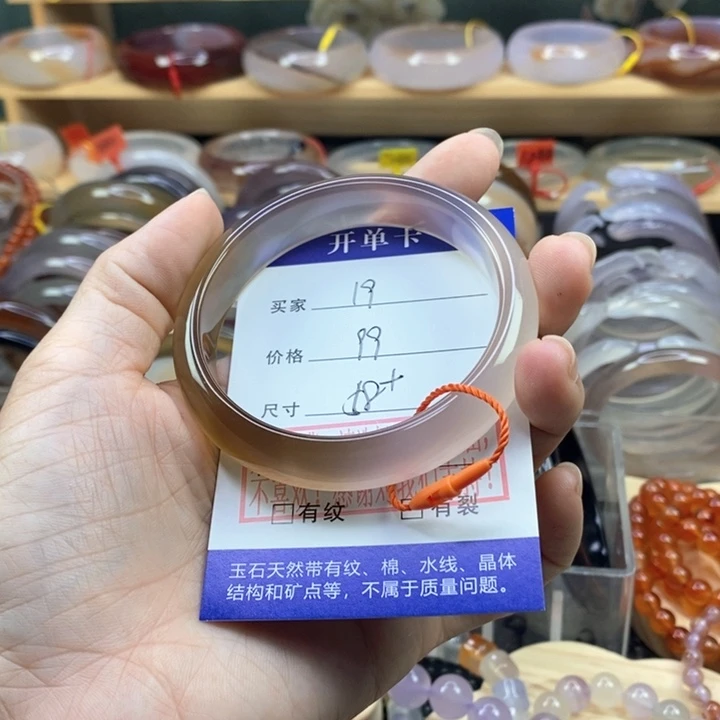 开单卡
买家 19
价格 99
尺寸
有纹 有裂
玉石天然带有纹、棉、水线、晶体
结构和矿点等，不属于质量问题。